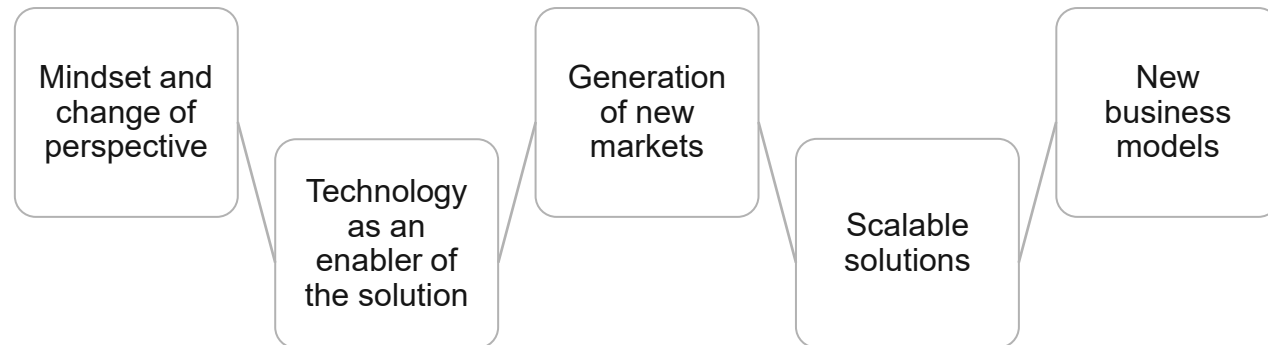 Mindset and
change of
perspective
Technology
as an
enabler of
the solution
Generation
of new
markets
Scalable
solutions
New
business
models